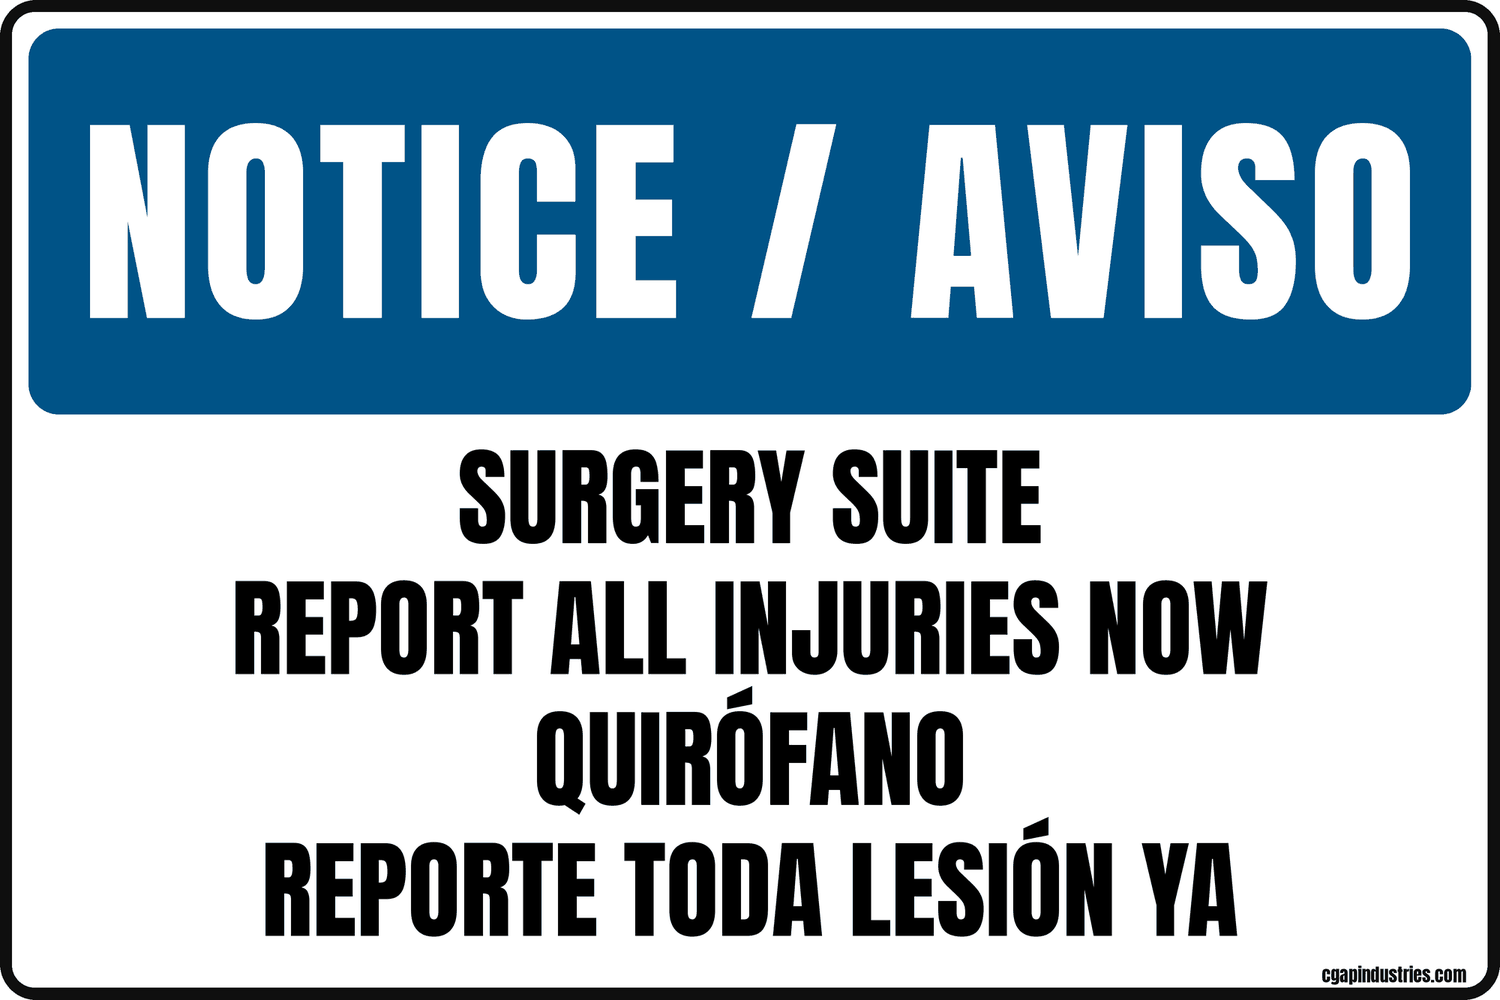 NOTICE / AVISO
SURGERY SUITE
REPORT ALL INJURIES NOW
QUIRÓFANO
REPORTE TODA LESIÓN YA
cgapindustries.com